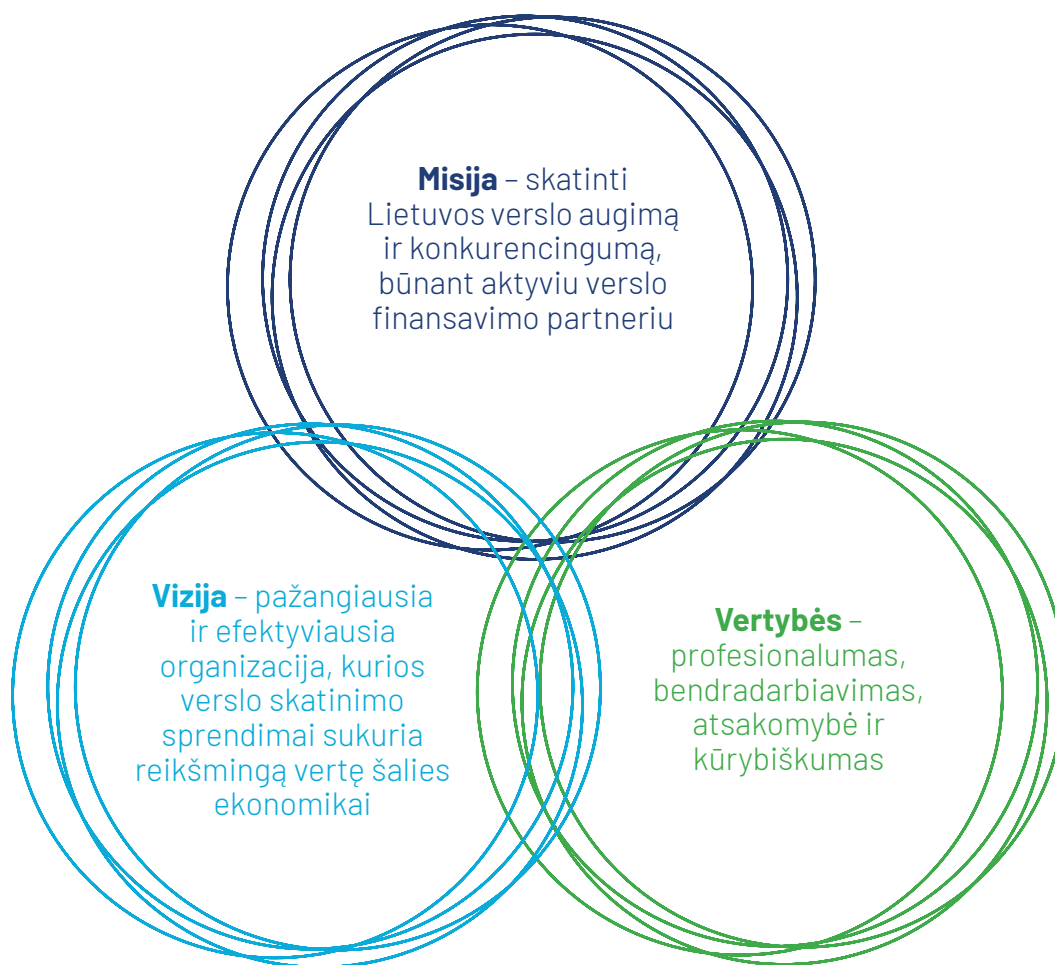 Misija – skatinti
Lietuvos verslo augimą
ir konkurencingumą,
būnant aktyviu verslo
finansavimo partneriu
Vizija – pažangiausia
ir efektyviausia
organizacija, kurios
verslo skatinimo
sprendimai sukuria
reikšmingą vertę šalies
ekonomikai
Vertybės –
profesionalumas,
bendradarbiavimas,
atsakomybė ir
kūrybiškumas